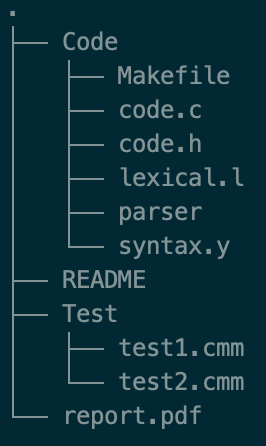 .
Code
Makefile
code.c
code.h
lexical.l
parser
syntax.y
README
Test
test1.cmm
test2.cmm
report.pdf